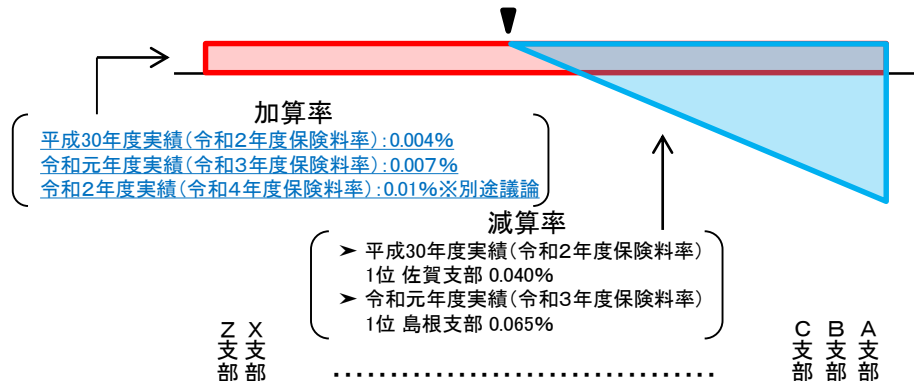 加算率
平成30年度実績(令和2年度保険料率):0.004%
令和元年度実績(令和3年度保険料率):0.007%
令和2年度実績(令和4年度保険料率):0.01%※別途議論
減算率
➤ 平成30年度実績(令和2年度保険料率)
1位 佐賀支部 0.040%
➤ 令和元年度実績(令和3年度保険料率)
1位 島根支部 0.065%
Z支部
X支部
C支部
B支部
A支部